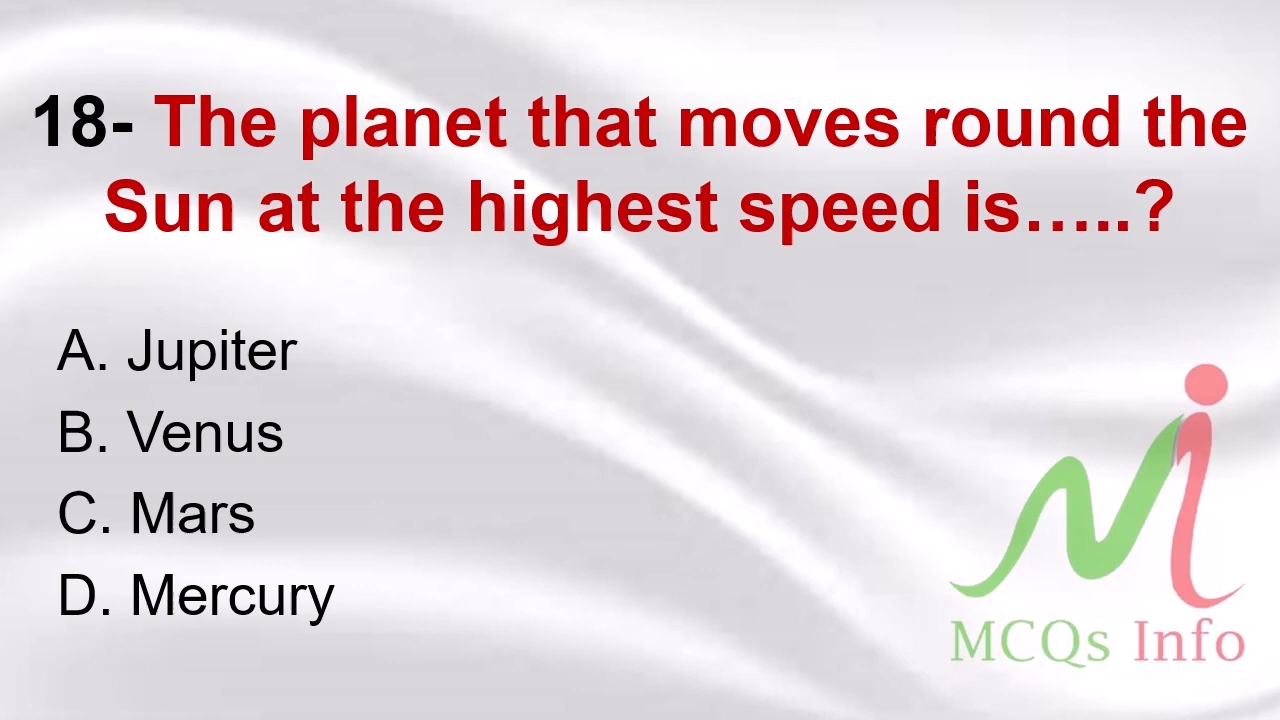 18- The planet that moves round the
Sun at the highest speed is…..?
A. Jupiter
B. Venus
C. Mars
D. Mercury
MCQs Info